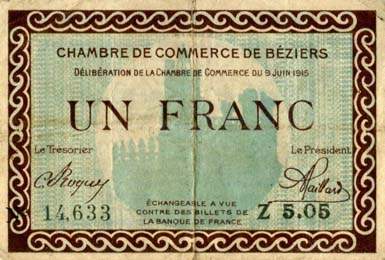 CHAMBRE DE COMMERCE DE BÉZIERS
DÉLIBÉRATION DE LA CHAMBRE DE COMMERCE DU 9 JUIN 1915
UN FRANC
Le Trésorier
Le Président
ÉCHANGEABLE A VUE
CONTRE DES BILLETS DE
LA BANQUE DE FRANCE
14,633
Z 5.05